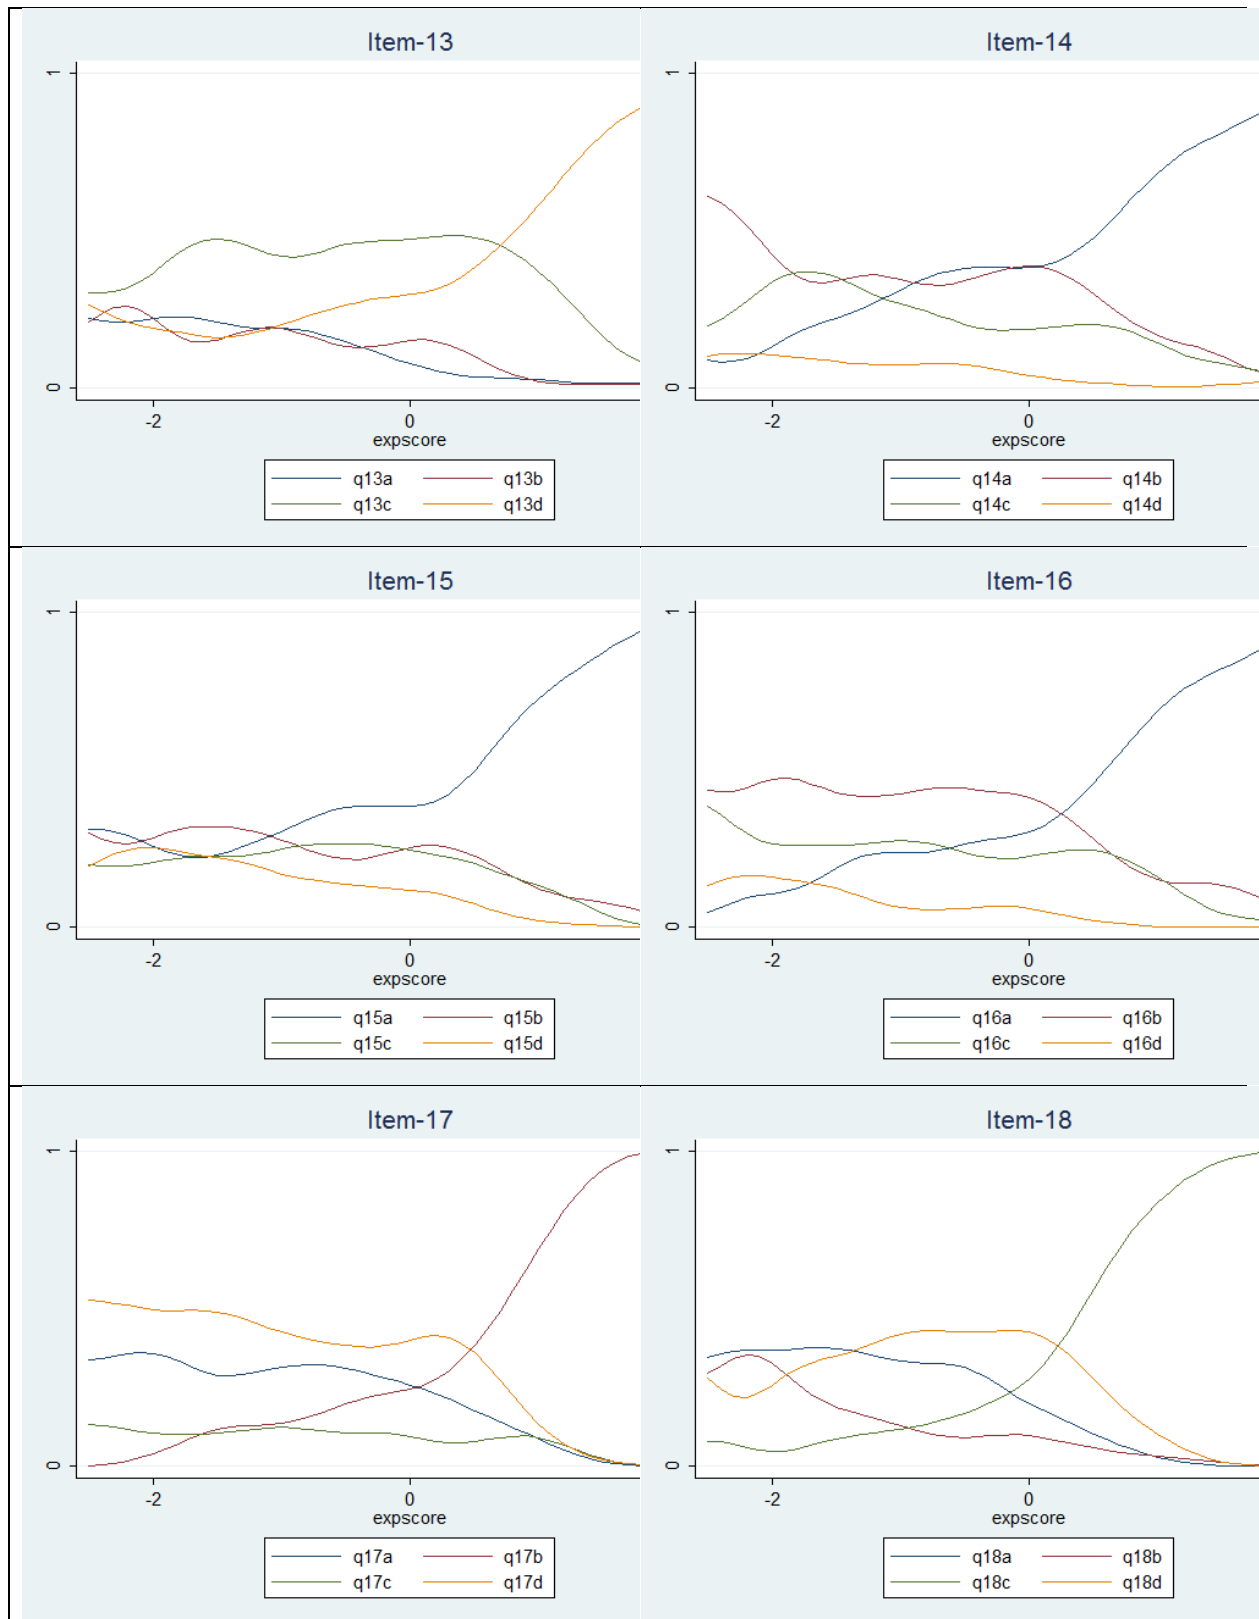 Item-13
1
0
-2 0
expscore
q13a q13b
q13c q13d
Item-14
1
0
-2 0
expscore
q14a q14b
q14c q14d
Item-15
1
0
-2 0
expscore
q15a q15b
q15c q15d
Item-16
1
0
-2 0
expscore
q16a q16b
q16c q16d
Item-17
1
0
-2 0
expscore
q17a q17b
q17c q17d
Item-18
1
0
-2 0
expscore
q18a q18b
q18c q18d